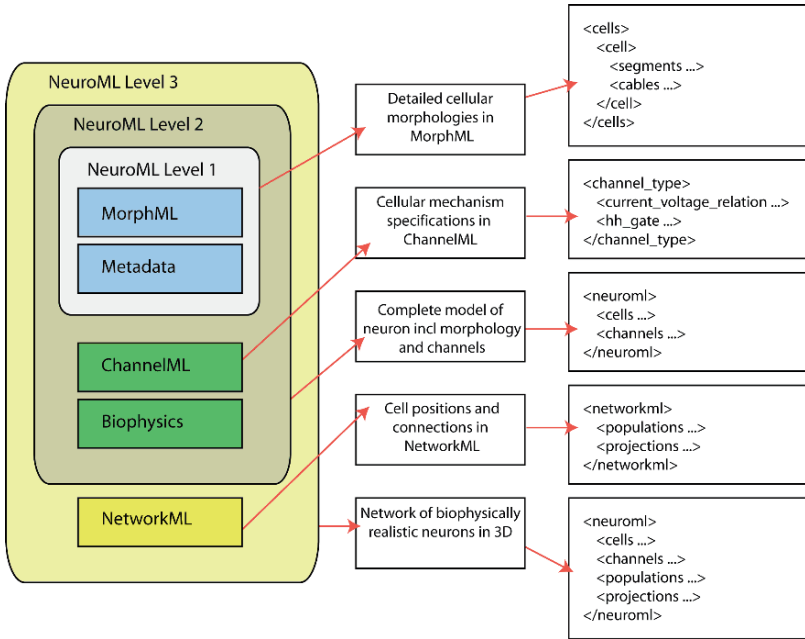 NeuroML Level 3
NeuroML Level 2
NeuroML Level 1
MorphML
Metadata
ChannelML
Biophysics
NetworkML
Detailed cellular
morphologies in
MorphML
Cellular mechanism
specifications in
ChannelML
Complete model of
neuron incl morphology
and channels
Cell positions and
connections in
NetworkML
Network of biophysically
realistic neurons in 3D
<cells>
<cell>
<segments ...>
<cables ...>
</cell>
</cells>
<channel_type>
<current_voltage_relation ...>
<hh_gate ...>
</channel_type>
<neuroml>
<cells ...>
<channels ...>
</neuroml>
<networkml>
<populations ...>
<projections ...>
</networkml>
<neuroml>
<cells ...>
<channels ...>
<populations ...>
<projections ...>
</neuroml>